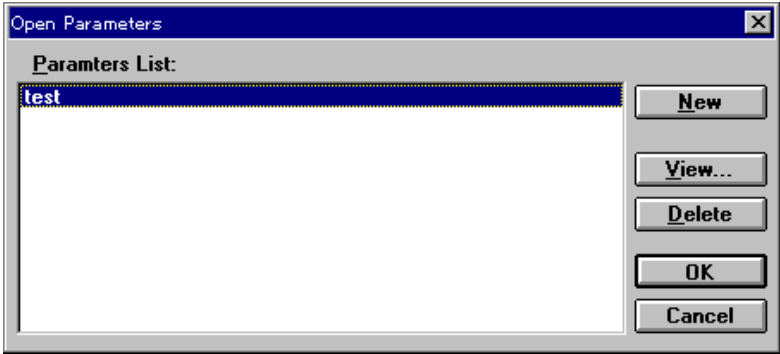 Open Parameters
Paramters List:
test
New
View...
Delete
OK
Cancel